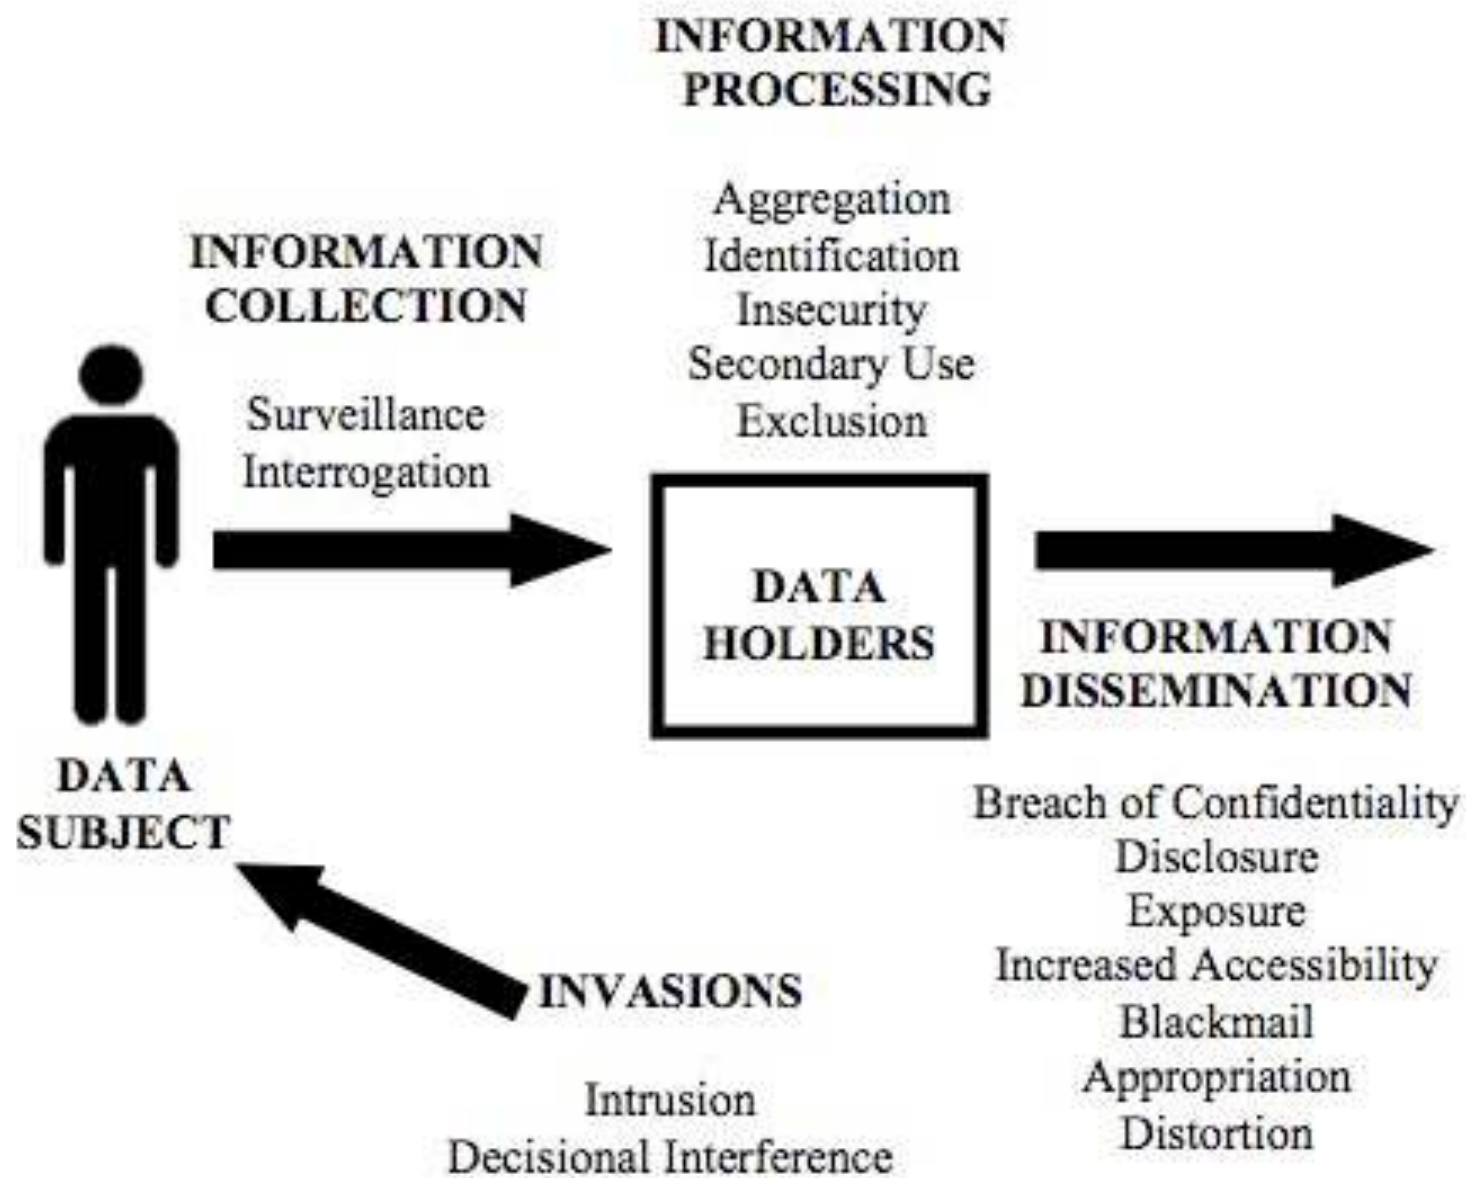 INFORMATION
PROCESSING
Aggregation
Identification
Insecurity
Secondary Use
Exclusion
INFORMATION
COLLECTION
Surveillance
Interrogation
DATA
HOLDERS
INFORMATION
DISSEMINATION
Breach of Confidentiality
Disclosure
Exposure
Increased Accessibility
Blackmail
Appropriation
Distortion
DATA
SUBJECT
INVASIONS
Intrusion
Decisional Interference